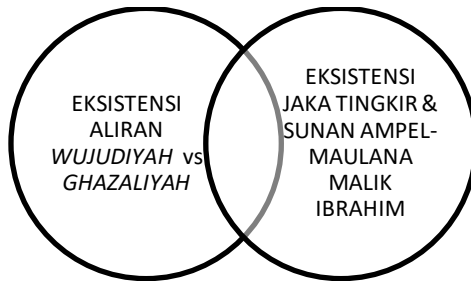 EKSISTENSI
ALIRAN
WUJUDIYAH vs
GHAZALIYAH
EKSISTENSI
JAKA TINGKIR &
SUNAN AMPEL-
MAULANA
MALIK
IBRAHIM